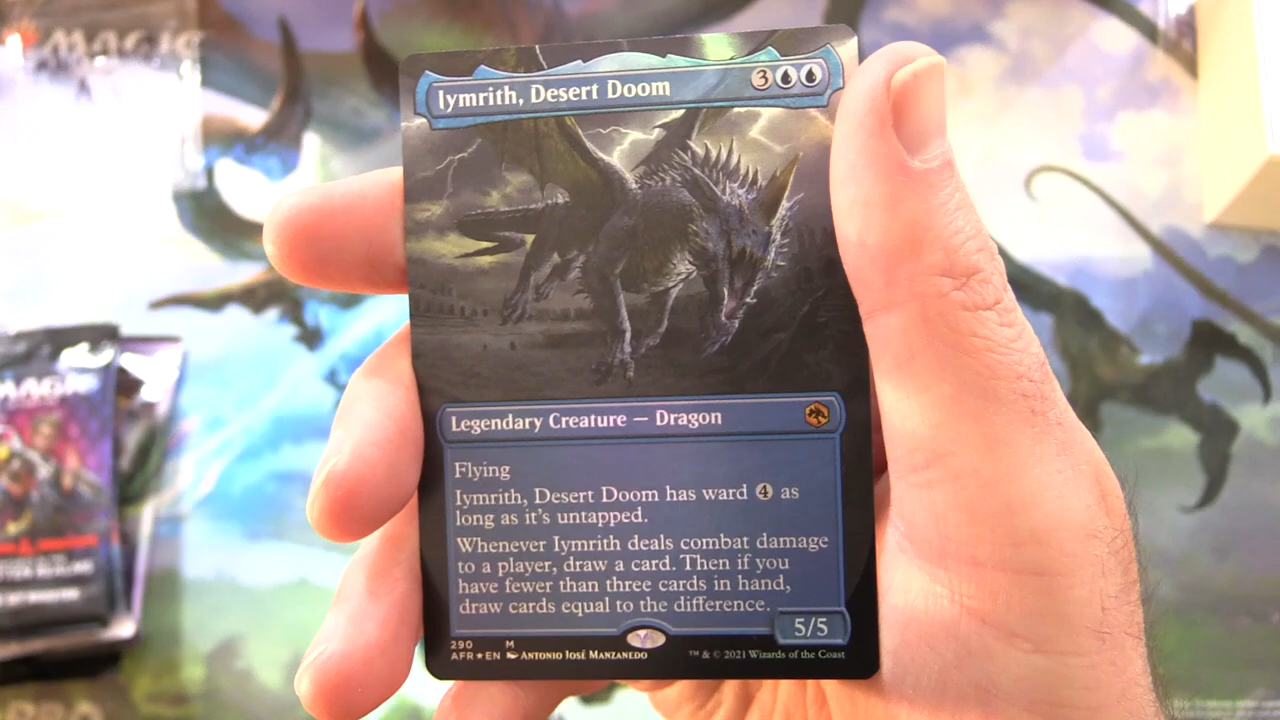 MAGIC
Iymrith, Desert Doom 3
Legendary Creature — Dragon
Flying
Iymrith, Desert Doom has ward 4 as
long as it's untapped.
Whenever Iymrith deals combat damage
to a player, draw a card. Then if you
have fewer than three cards in hand,
draw cards equal to the difference.
5/5
290 M
AFR★EN ANTONIO JOSÉ MANZANEDO
™ & © 2021 Wizards of the Coast
MAGIC